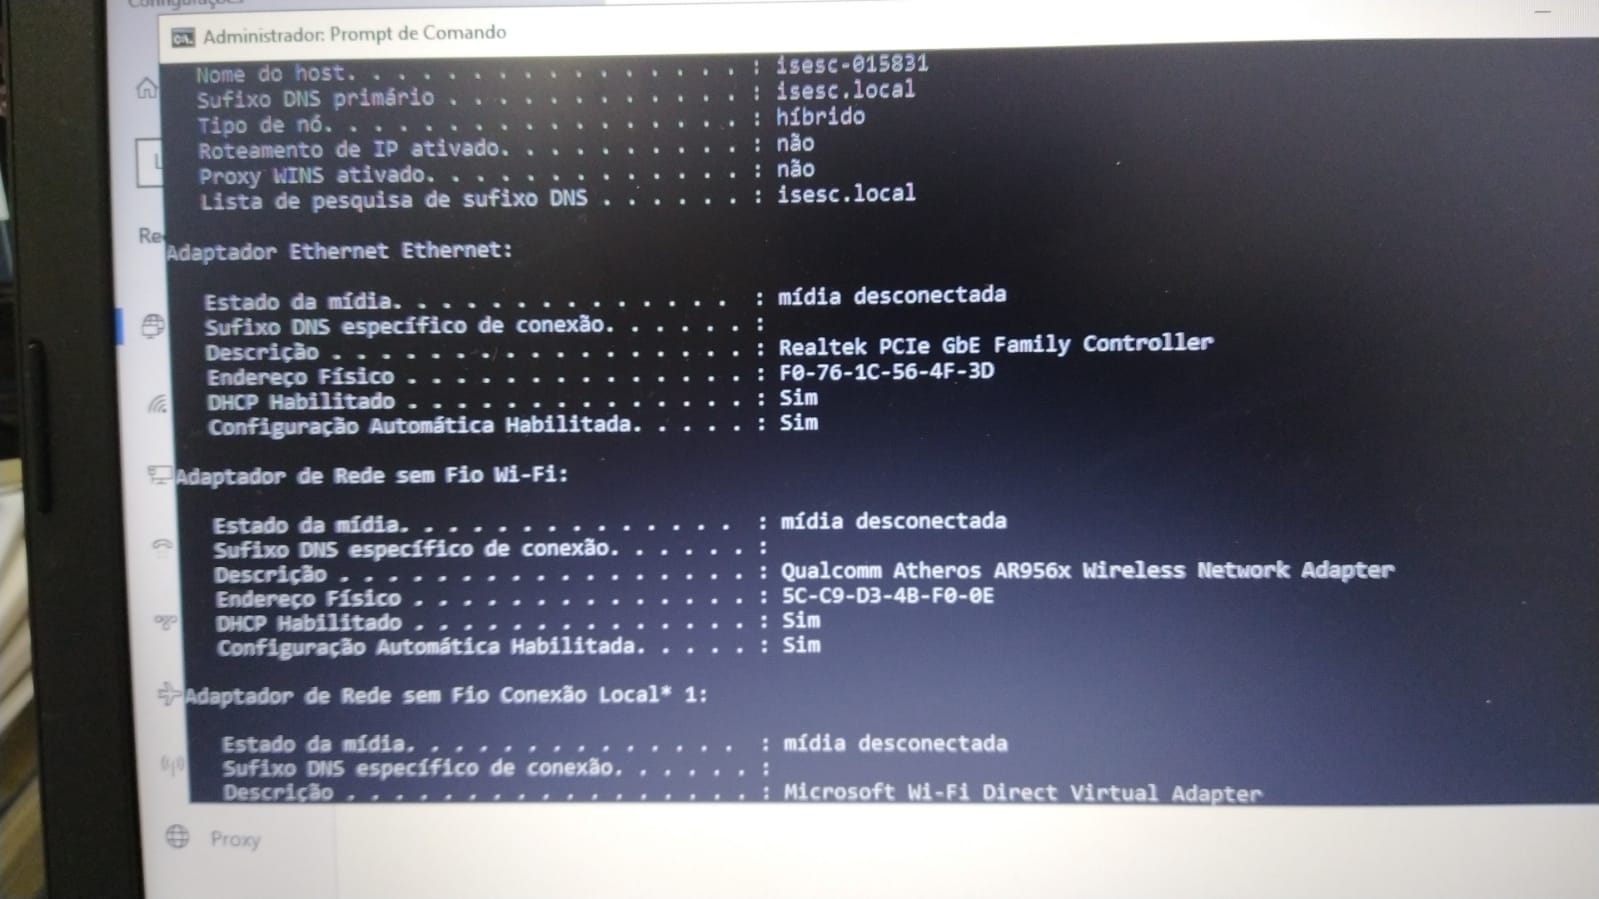 Configurações
Administrador: Prompt de Comando
Nome do host. . . . . . . . . . . . . . . . : isesc-015831
Sufixo DNS primário . . . . . . . . . . . . : isesc.local
Tipo de nó. . . . . . . . . . . . . . . . . : híbrido
Roteamento de IP ativado. . . . . . . . . . : não
Proxy WINS ativado. . . . . . . . . . . . . : não
Lista de pesquisa de sufixo DNS . . . . . . : isesc.local
Re
Adaptador Ethernet Ethernet:
Estado da mídia. . . . . . . . . . . . . . : mídia desconectada
Sufixo DNS específico de conexão. . . . . . :
Descrição . . . . . . . . . . . . . . . . . : Realtek PCIe GbE Family Controller
Endereço Físico . . . . . . . . . . . . . . : F0-76-1C-56-4F-3D
DHCP Habilitado . . . . . . . . . . . . . . : Sim
Configuração Automática Habilitada. . . . . : Sim
Adaptador de Rede sem Fio Wi-Fi:
Estado da mídia. . . . . . . . . . . . . . : mídia desconectada
Sufixo DNS específico de conexão. . . . . . :
Descrição . . . . . . . . . . . . . . . . . : Qualcomm Atheros AR956x Wireless Network Adapter
Endereço Físico . . . . . . . . . . . . . . : 5C-C9-D3-4B-F0-0E
DHCP Habilitado . . . . . . . . . . . . . . : Sim
Configuração Automática Habilitada. . . . . : Sim
Adaptador de Rede sem Fio Conexão Local* 1:
Estado da mídia. . . . . . . . . . . . . . : mídia desconectada
Sufixo DNS específico de conexão. . . . . . :
Descrição . . . . . . . . . . . . . . . . . : Microsoft Wi-Fi Direct Virtual Adapter
Proxy